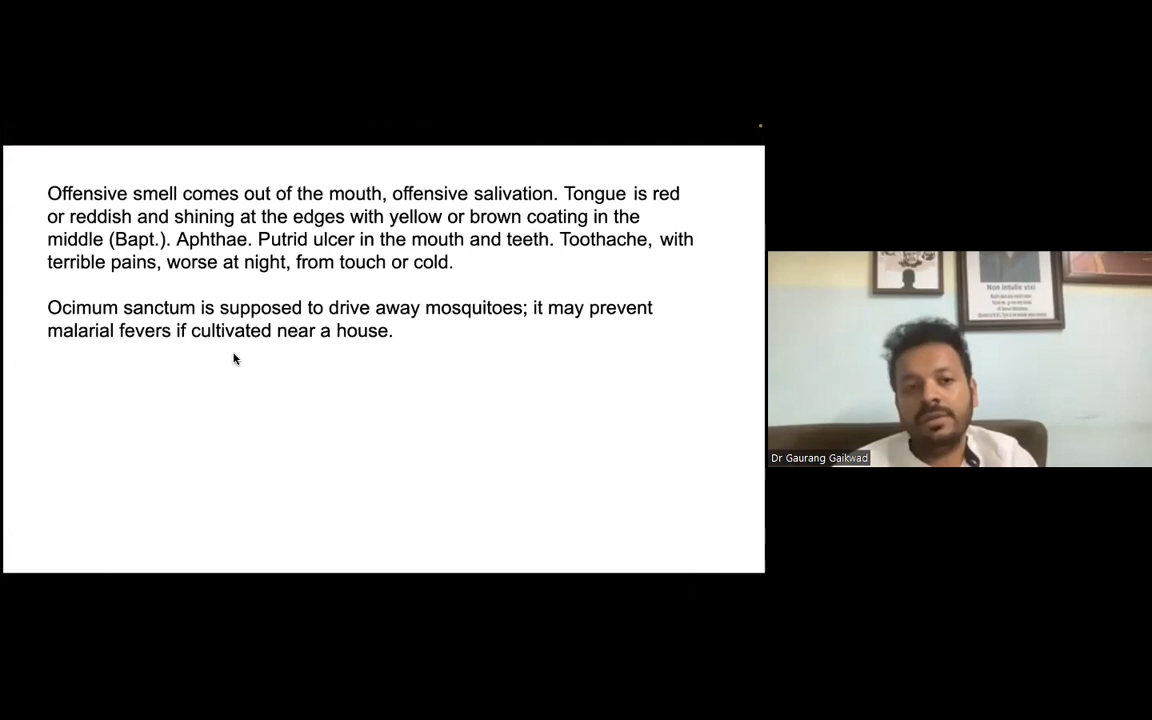 Offensive smell comes out of the mouth, offensive salivation. Tongue is red
or reddish and shining at the edges with yellow or brown coating in the
middle (Bapt.). Aphthae. Putrid ulcer in the mouth and teeth. Toothache, with
terrible pains, worse at night, from touch or cold.
Ocimum sanctum is supposed to drive away mosquitoes; it may prevent
malarial fevers if cultivated near a house.
Non inutilis vixi
Dr Gaurang Gaikwad